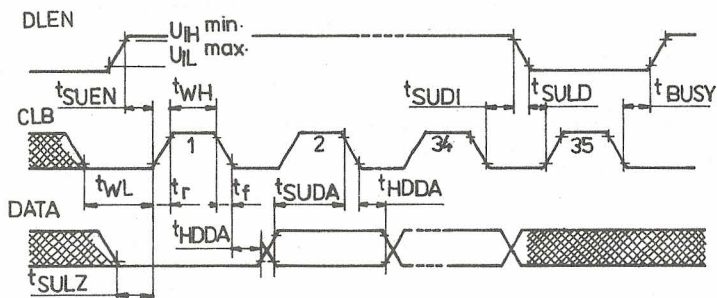 DLEN
UIH min.
UIL max.
tSUEN
tWH
tSUDI
tSULD
tBUSY
CLB
1
2
34
35
tWL
tr
tf
tSUDA
tHDDA
DATA
tHDDA
tSULZ